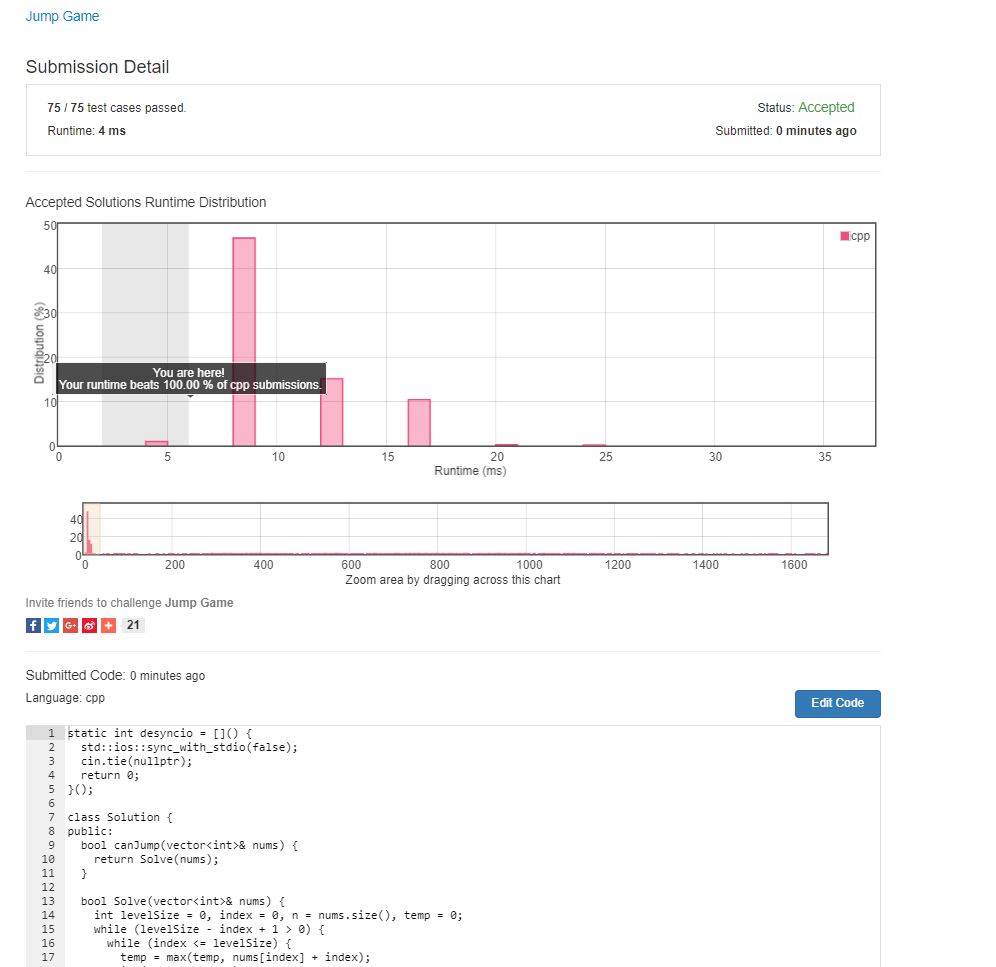 Jump Game
Submission Detail
75 / 75 test cases passed.
Status: Accepted
Runtime: 4 ms
Submitted: 0 minutes ago
Accepted Solutions Runtime Distribution
50
cpp
40
30
Distribution (%)
20
You are here!
Your runtime beats 100.00 % of cpp submissions.
10
0
0 5 10 15 20 25 30 35
Runtime (ms)
40
20
0
0 200 400 600 800 1000 1200 1400 1600
Zoom area by dragging across this chart
Invite friends to challenge Jump Game
21
Submitted Code: 0 minutes ago
Language: cpp
Edit Code
1 static int desyncio = []() {
2 std::ios::sync_with_stdio(false);
3 cin.tie(nullptr);
4 return 0;
5 }();
6
7 class Solution {
8 public:
9 bool canJump(vector<int>& nums) {
10 return Solve(nums);
11 }
12
13 bool Solve(vector<int>& nums) {
14 int levelSize = 0, index = 0, n = nums.size(), temp = 0;
15 while (levelSize - index + 1 > 0) {
16 while (index <= levelSize) {
17 temp = max(temp, nums[index] + index);